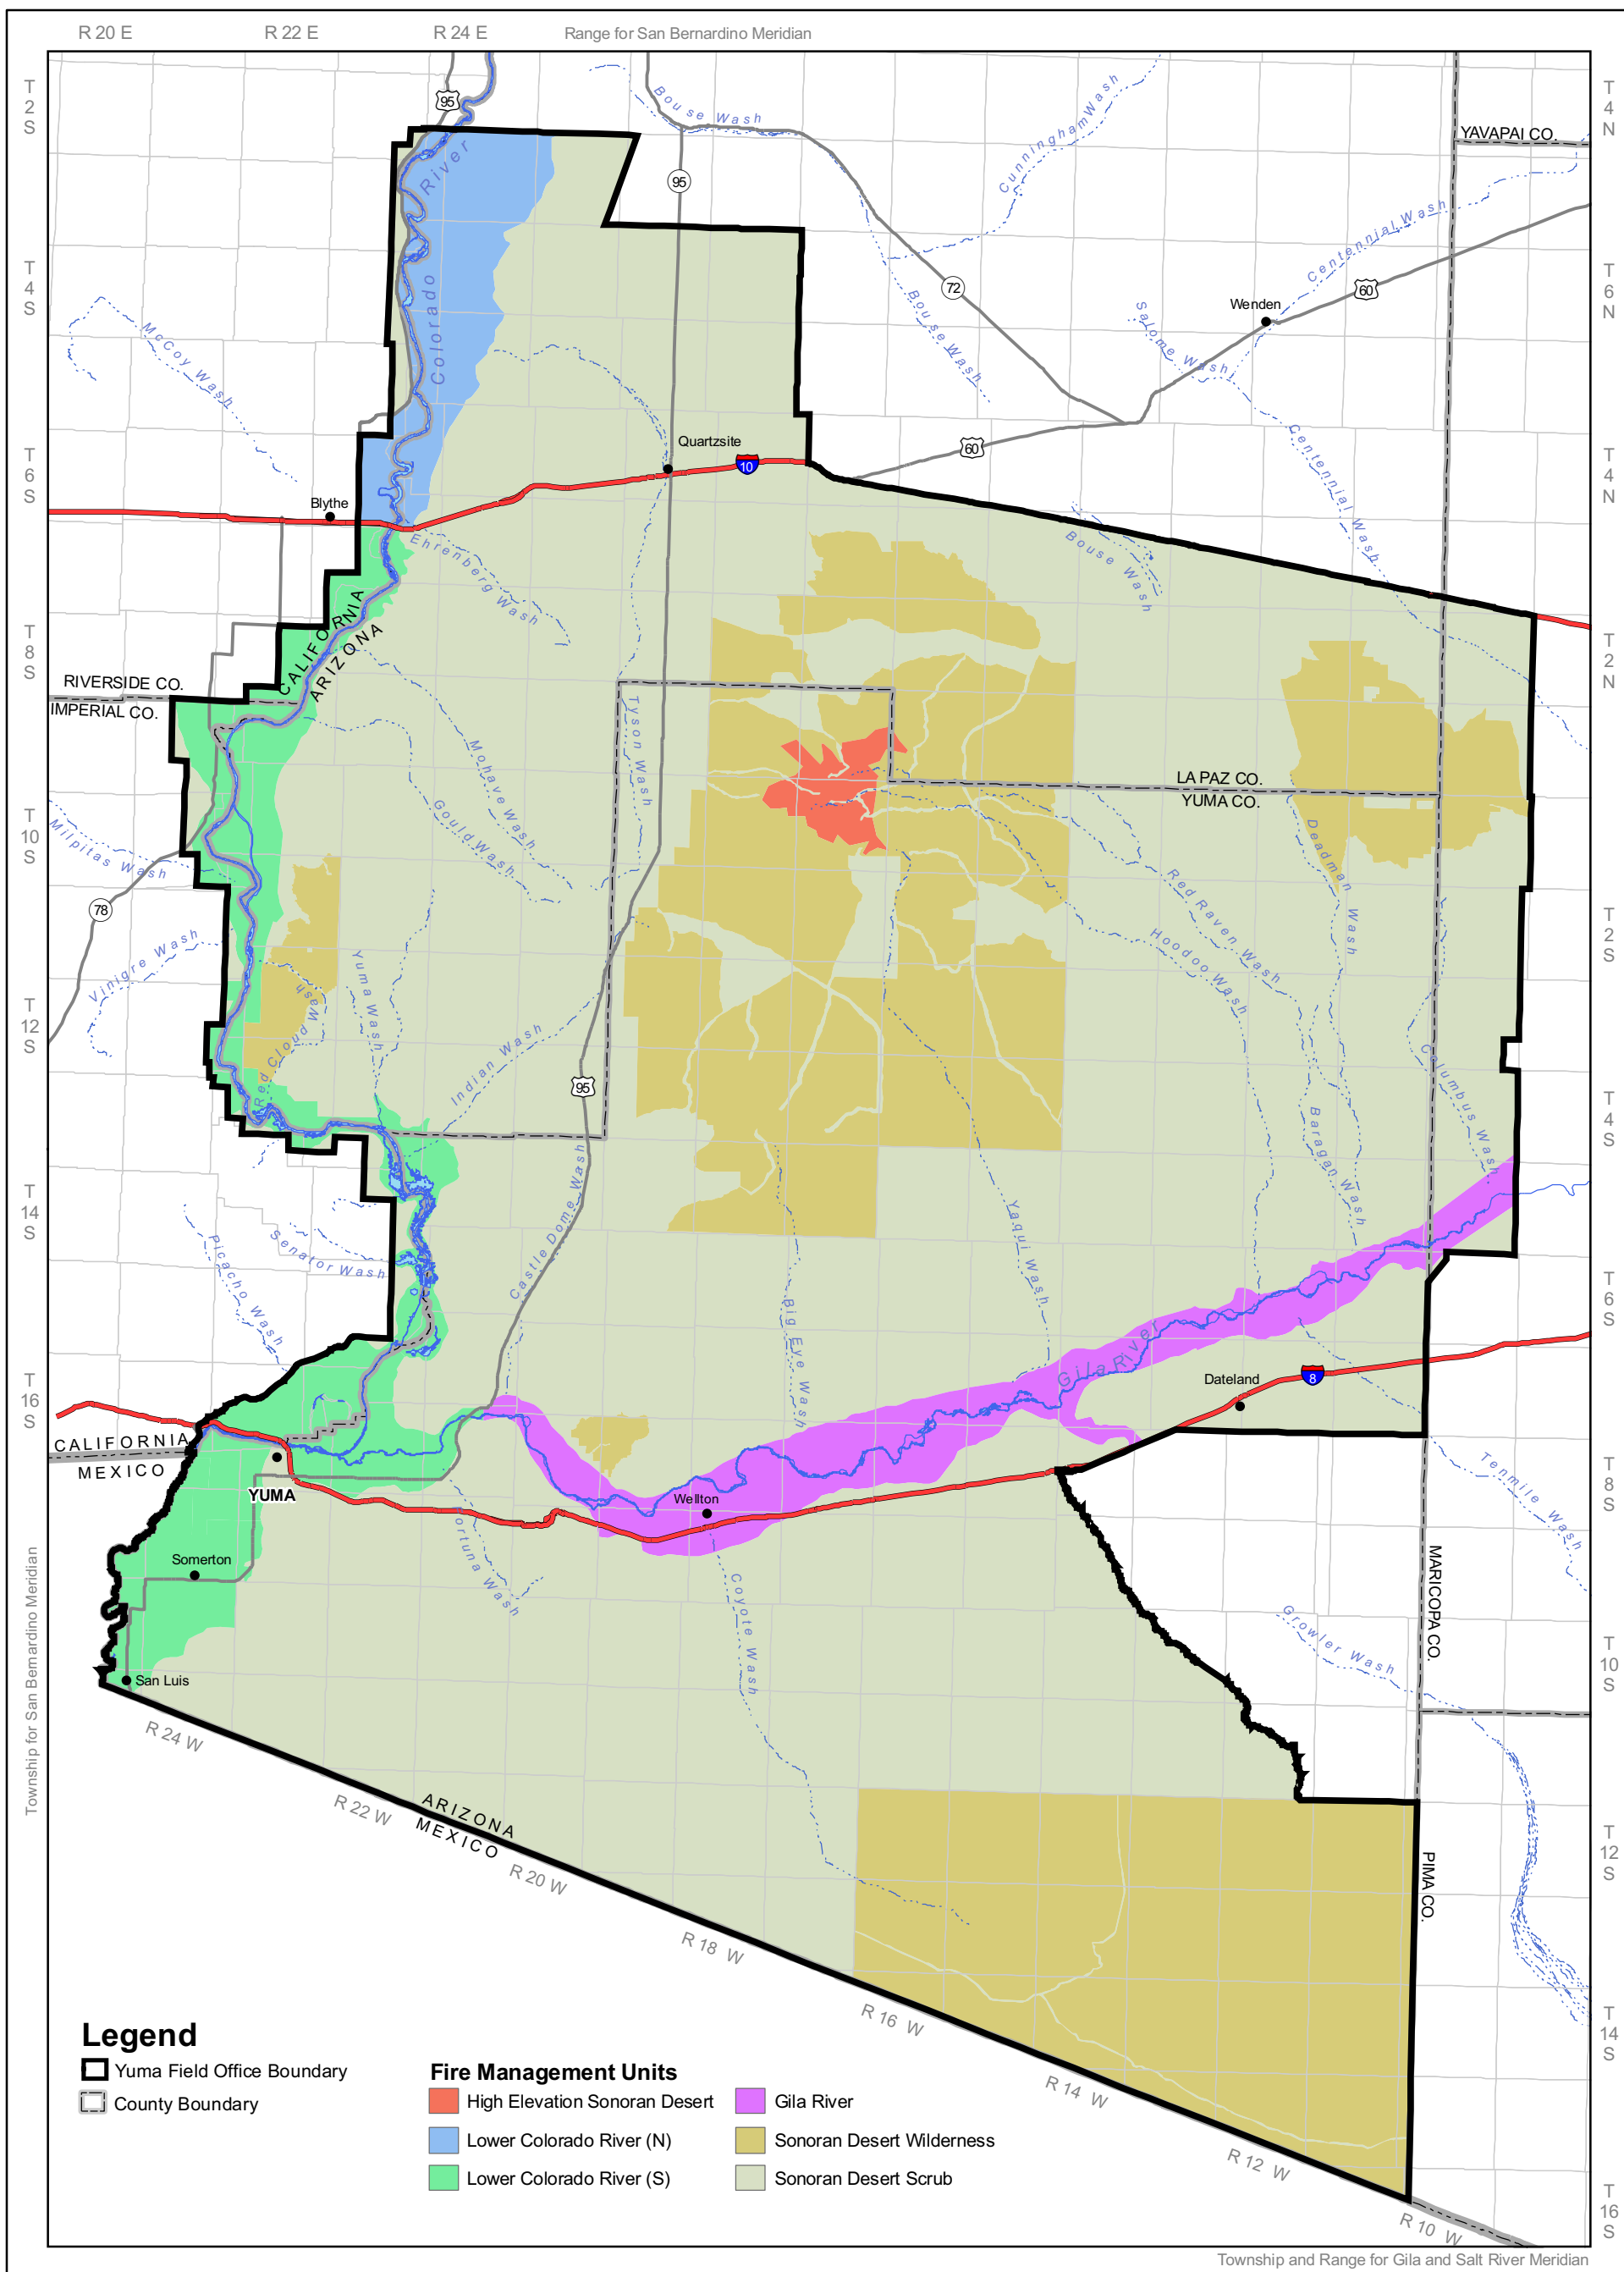 R 20 E
R 22 E
R 24 E
Range for San Bernardino Meridian
T
2
S
T
4
S
T
6
S
T
8
S
T
10
S
T
12
S
T
14
S
T
16
S
Township for San Bernardino Meridian
T
4
N
T
6
N
T
4
N
T
2
N
T
2
S
T
4
S
T
6
S
T
8
S
T
10
S
T
12
S
T
14
S
T
16
S
95
Bouse Wash
Cunningham Wash
YAVAPAI CO.
95
Colorado River
Centennial Wash
72
60
Wenden
Bouse Wash
Salome Wash
McCoy Wash
Quartzsite
10
60
Centennial Wash
Blythe
Ehrenberg Wash
Bouse Wash
CALIFORNIA
ARIZONA
RIVERSIDE CO.
IMPERIAL CO.
Tyson Wash
Mohave Wash
Gould Wash
LA PAZ CO.
YUMA CO.
Milpitas Wash
Deadman Wash
78
Red Raven Wash
Hoodoo Wash
Vinigre Wash
Yuma Wash
Red Cloud Wash
Indian Wash
95
Columbus Wash
Baragan Wash
Castle Dome Wash
Yaqui Wash
Senator Wash
Picacho Wash
Big Eye Wash
Gila River
Dateland
8
CALIFORNIA
MEXICO
YUMA
Wellton
Fortuna Wash
Tenmile Wash
Somerton
Coyote Wash
MARICOPA CO.
Growler Wash
San Luis
R 24 W
R 22 W
ARIZONA
MEXICO
R 20 W
R 18 W
PIMA CO.
R 16 W
R 14 W
R 12 W
R 10 W
Legend
Yuma Field Office Boundary
County Boundary
Fire Management Units
High Elevation Sonoran Desert
Lower Colorado River (N)
Lower Colorado River (S)
Gila River
Sonoran Desert Wilderness
Sonoran Desert Scrub
Township and Range for Gila and Salt River Meridian